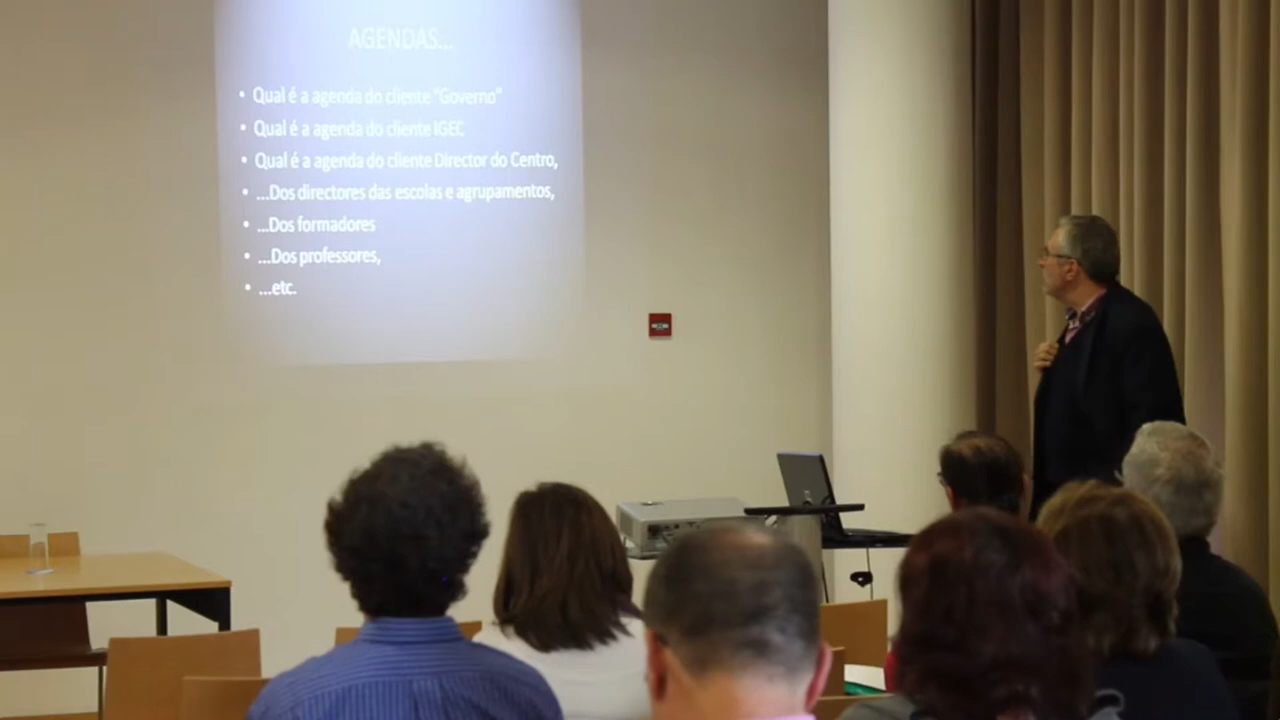 AGENDAS...
• Qual é a agenda do cliente "Governo"
• Qual é a agenda do cliente IGEC
• Qual é a agenda do cliente Director do Centro,
• ...Dos directores das escolas e agrupamentos,
• ...Dos formadores
• ...Dos professores,
• ...etc.